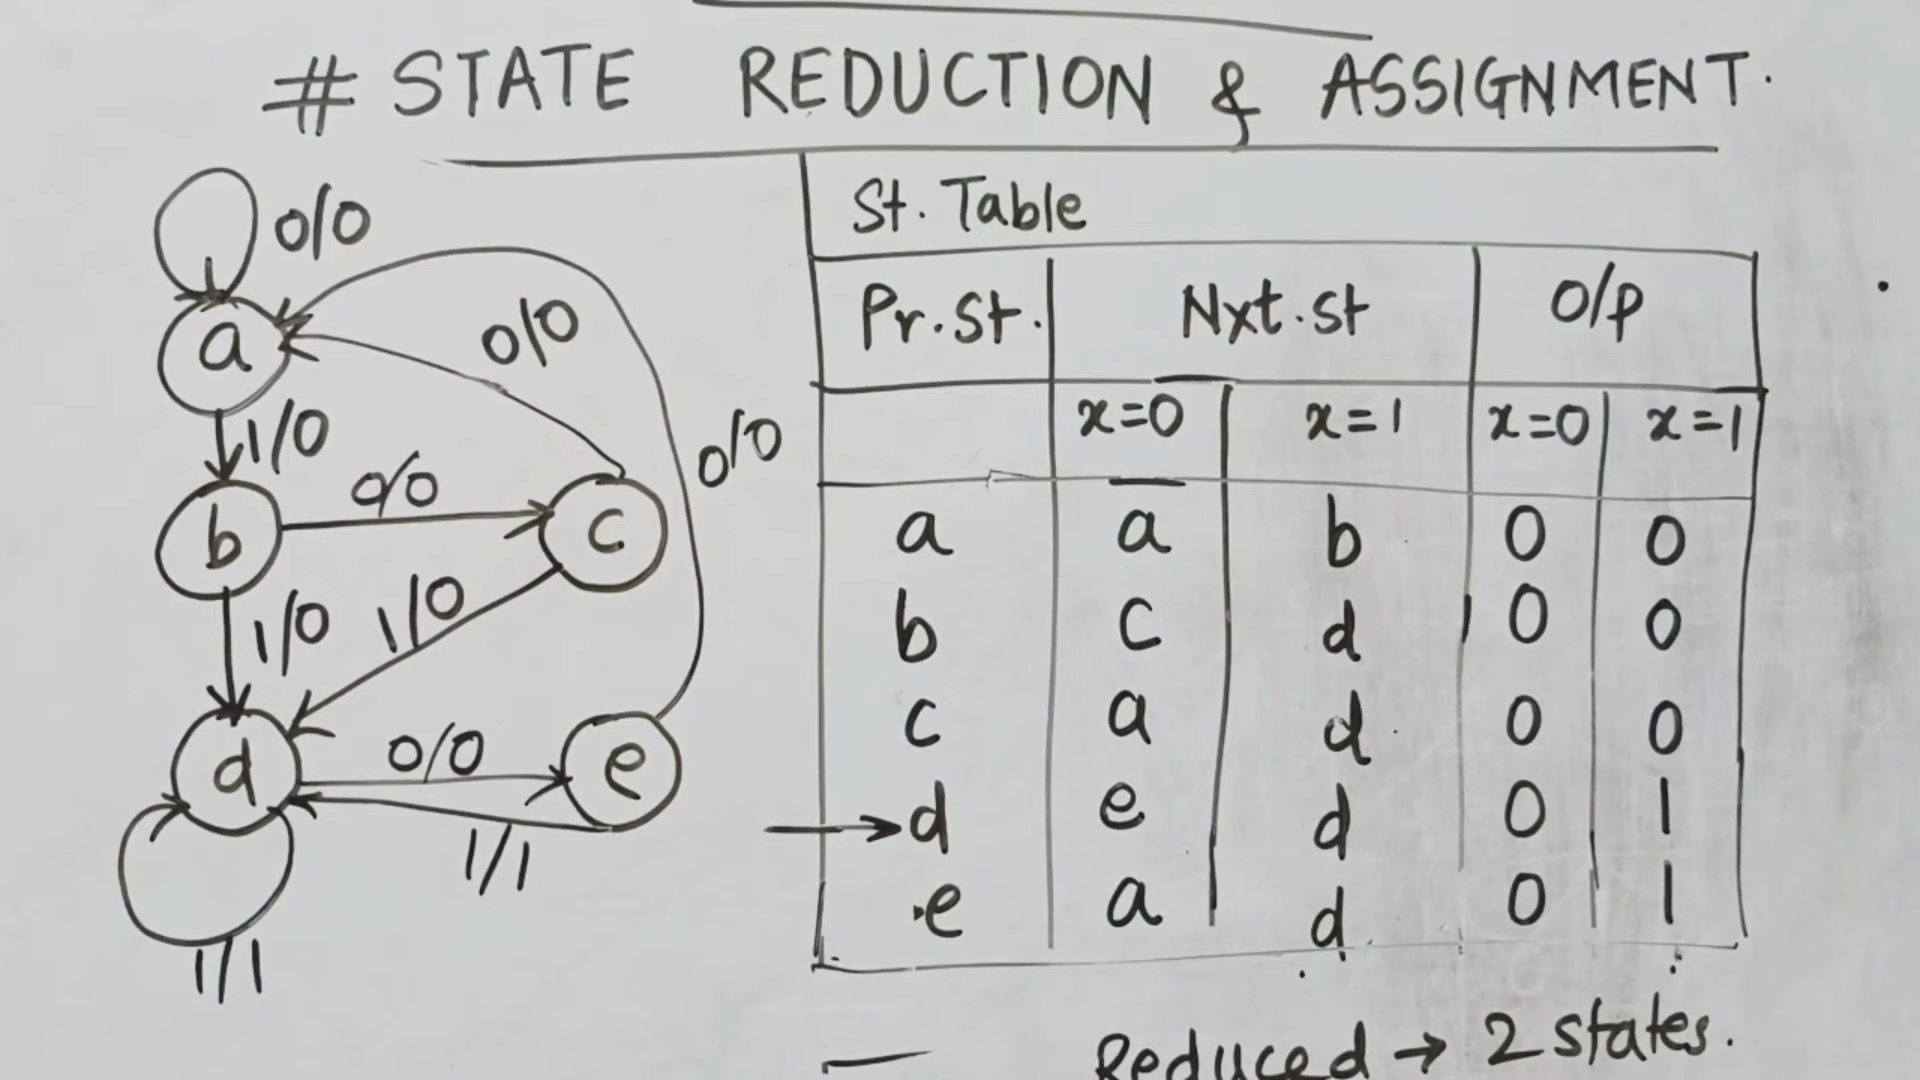 # STATE REDUCTION & ASSIGNMENT.
0/0
a
0/0
1/0
0/0
b
0/0
c
1/0
1/0
d
0/0
e
1/1
1/1
St. Table
Pr.St. Nxt.st O/p
x=0 x=1 x=0 x=1
a a b 0 0
b c d 0 0
c a d 0 0
d e d 0 1
e a d 0 1
Reduced → 2 states.